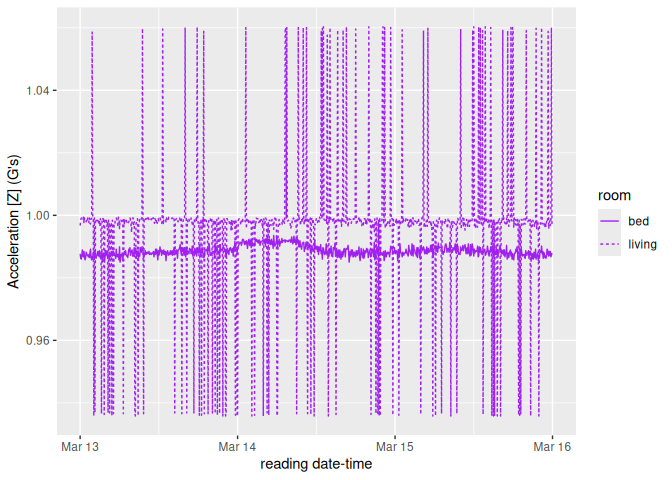 1.04
1.00
0.96
Acceleration [Z] (G's)
Mar 13
Mar 14
Mar 15
Mar 16
reading date-time
room
bed
living